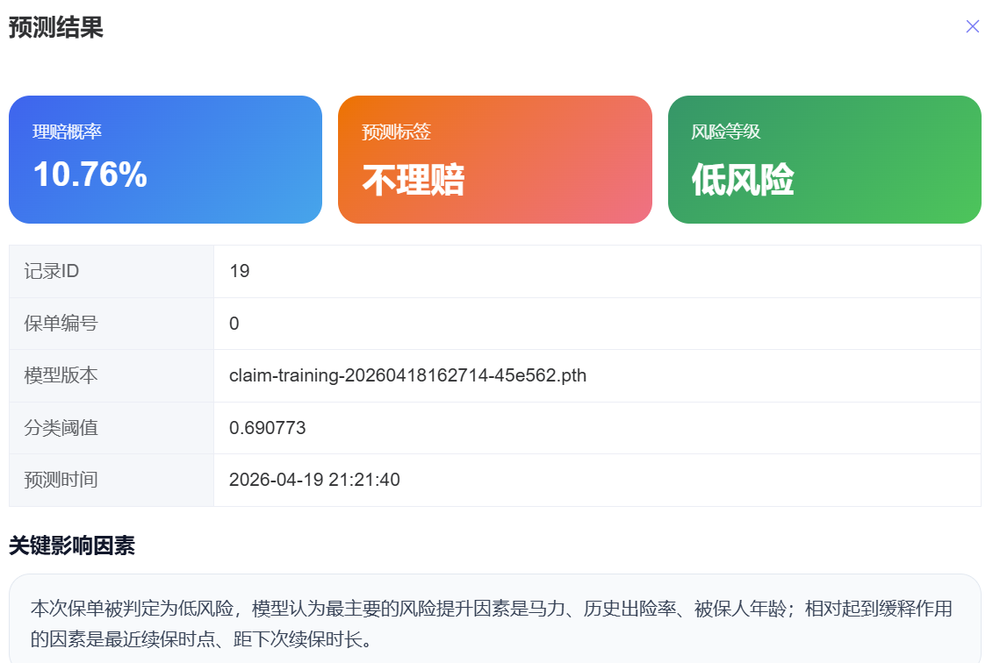 预测结果
理赔概率
10.76%
预测标签
不理赔
风险等级
低风险
记录ID 19
保单编号 0
模型版本 claim-training-20260418162714-45e562.pth
分类阈值 0.690773
预测时间 2026-04-19 21:21:40
关键影响因素
本次保单被判定为低风险，模型认为最主要的风险提升因素是马力、历史出险率、被保人年龄；相对起到缓释作用
的因素是最近续保时点、距下次续保时长。